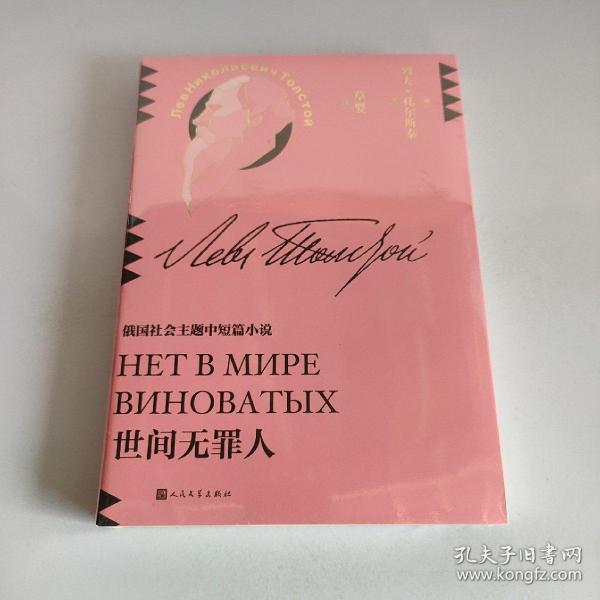 Лев Николаевич Толстой
列夫·托尔斯泰
草婴
Левъ Толстой
俄国社会主题中短篇小说
НЕТ В МИРЕ
ВИНОВАТЫХ
世间无罪人
人民文学出版社
孔夫子旧书网
www.kongfz.com